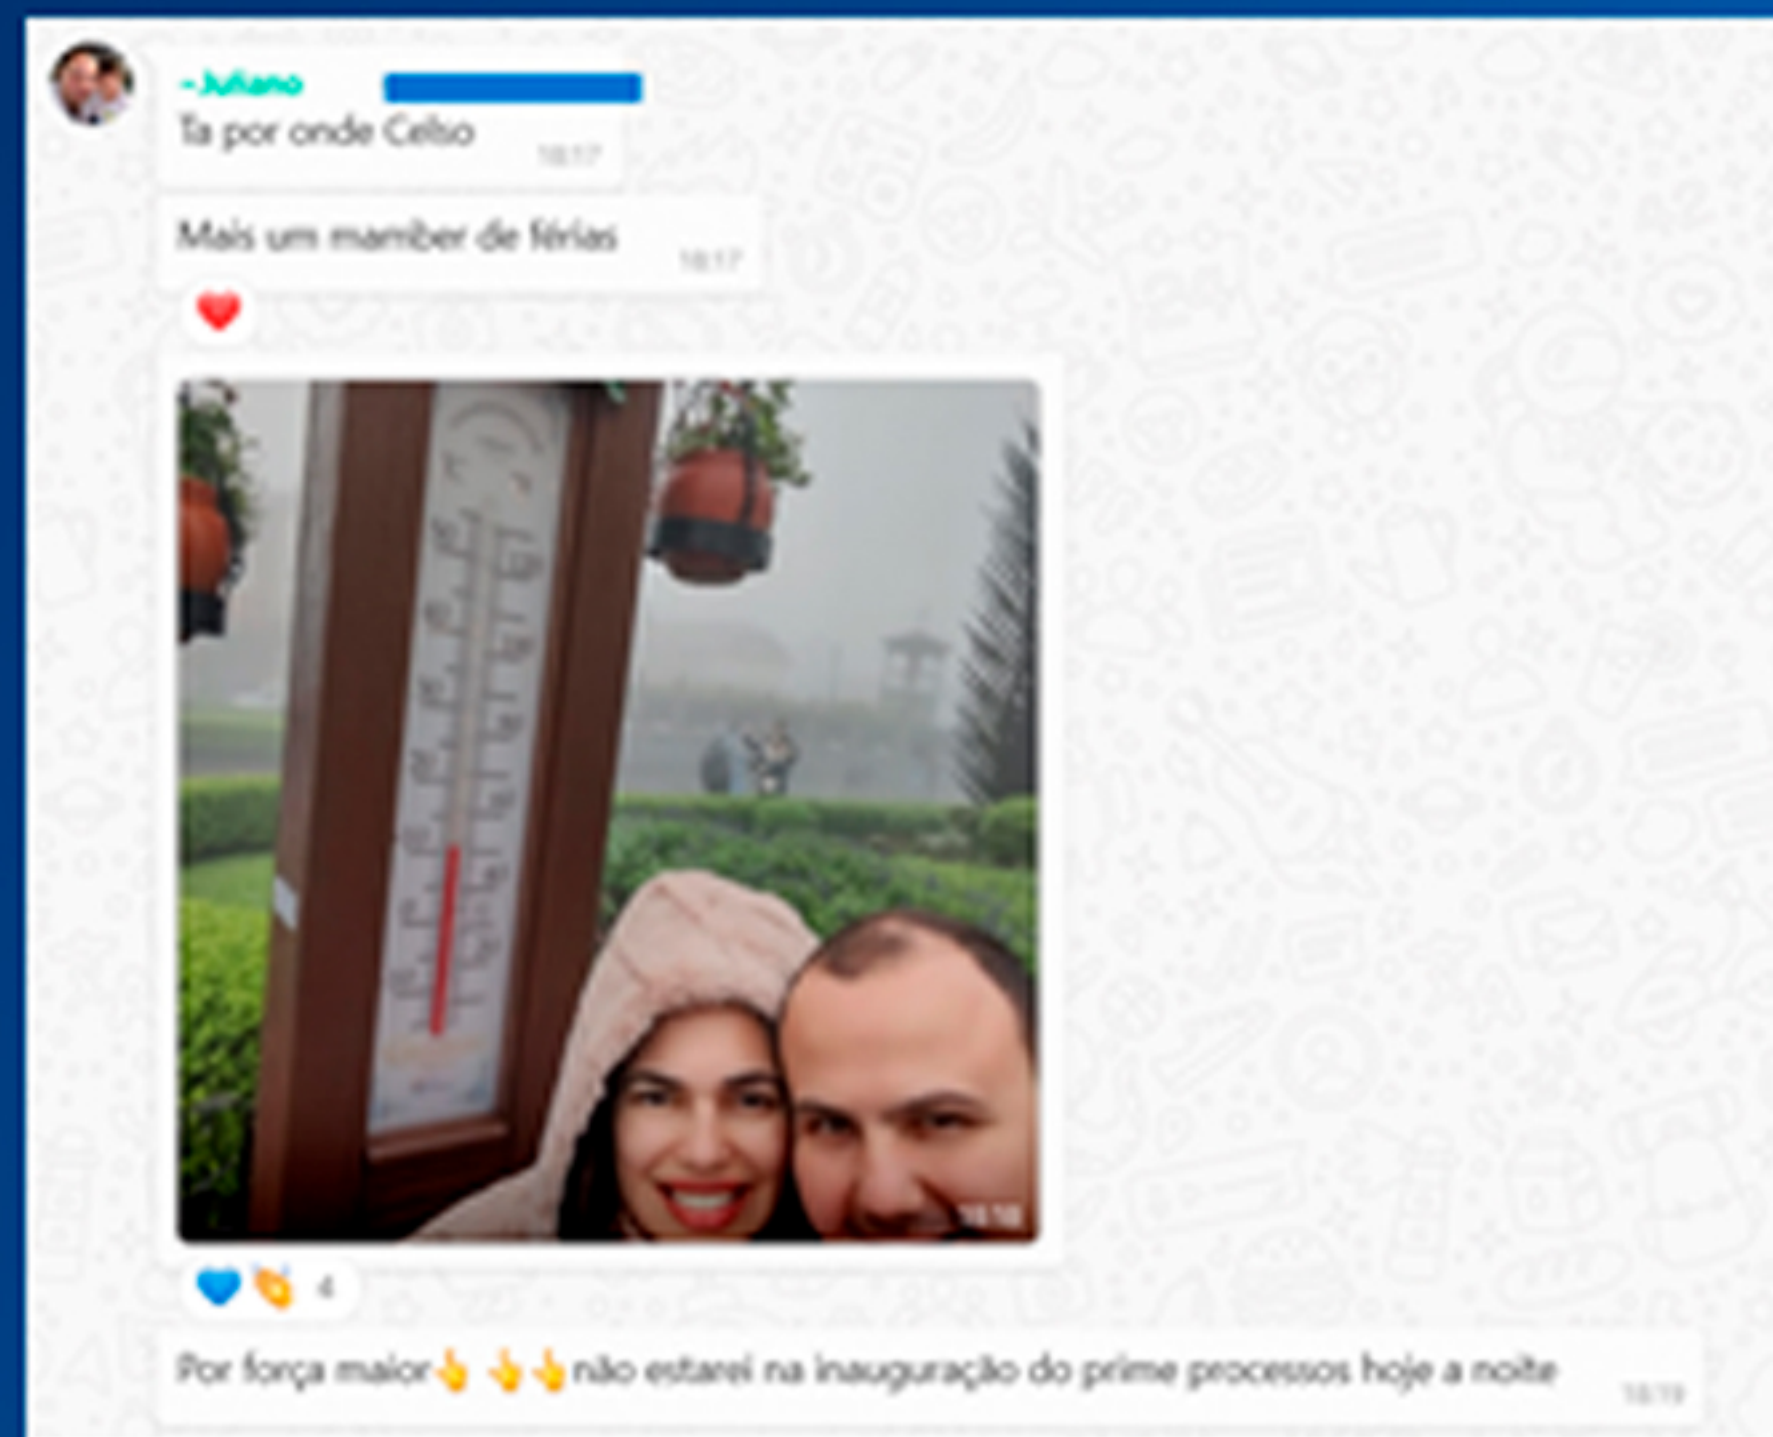 ~Juliano
Ta por onde Celso
18:17
Mais um mamber de férias
18:17
18:18
4
Por força maior👆 👆👆não estarei na inauguração do prime processos hoje a noite
18:19